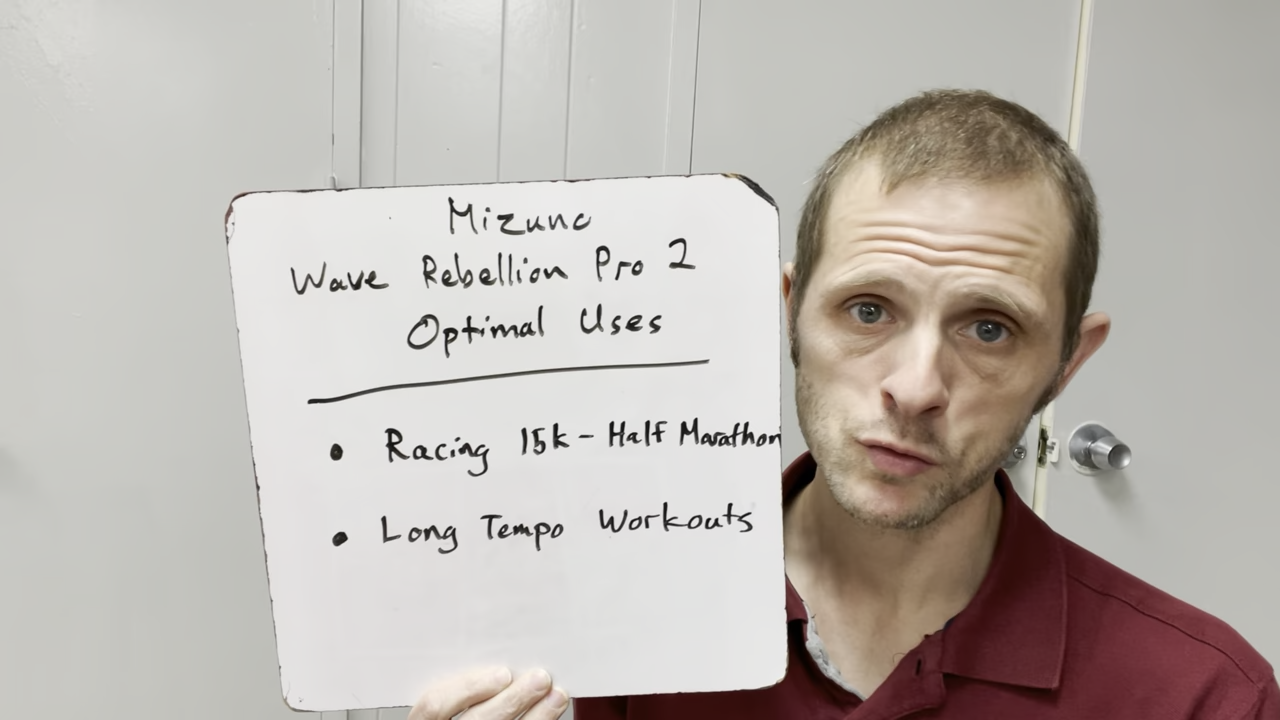 Mizuno
Wave Rebellion Pro 2
Optimal Uses
• Racing 15k - Half Marathon
• Long Tempo Workouts